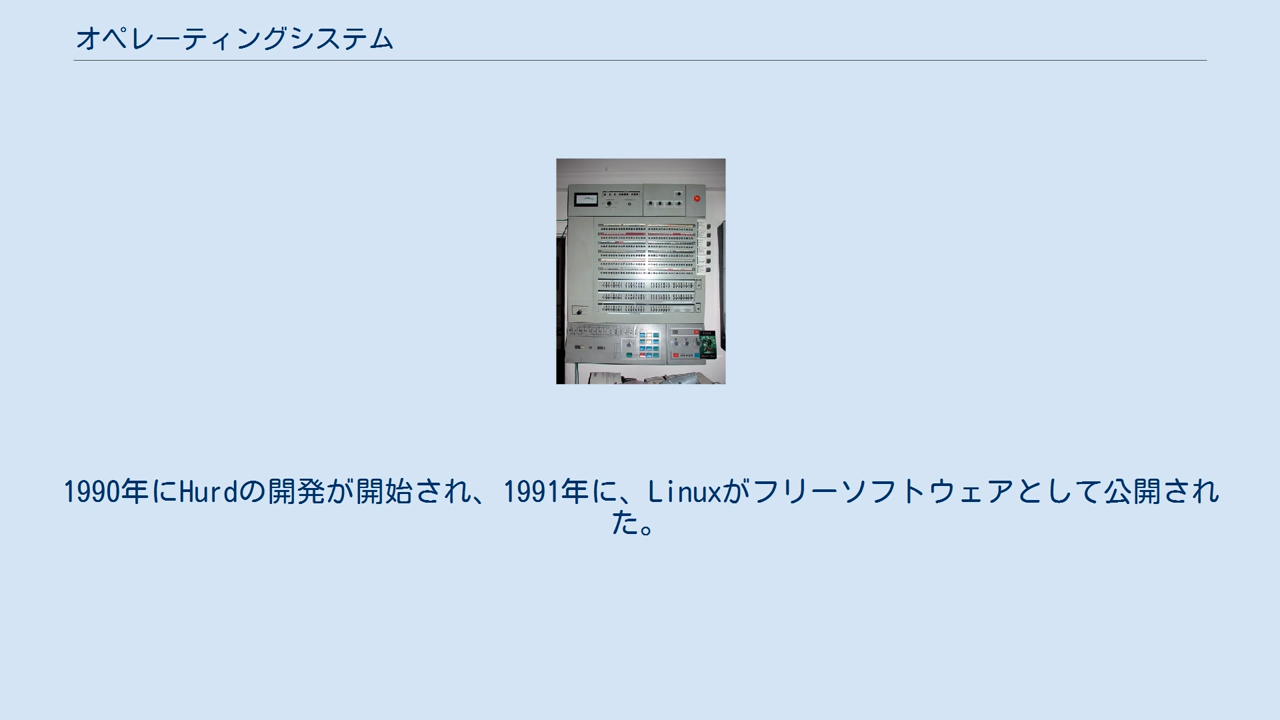 オペレーティングシステム
1990年にHurdの開発が開始され、1991年に、Linuxがフリーソフトウェアとして公開され
た。